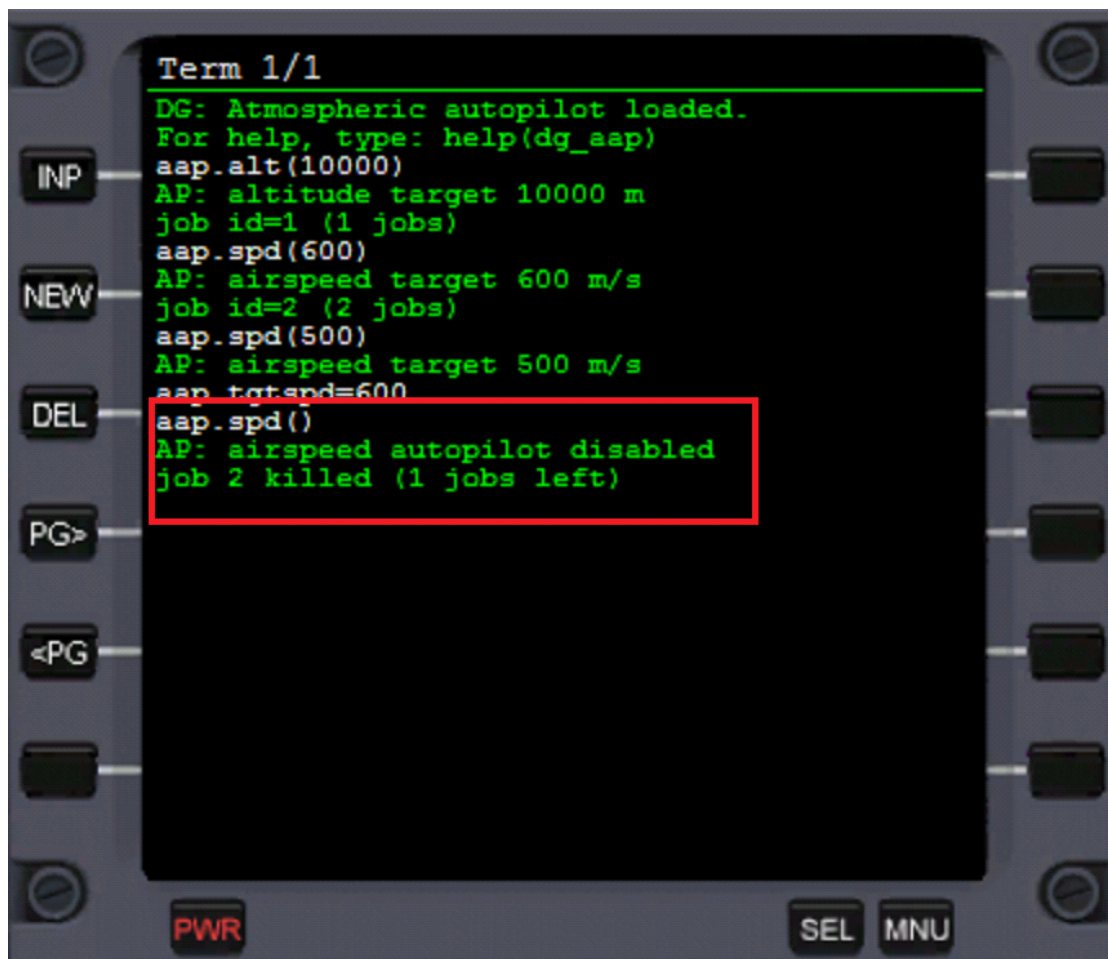 Term 1/1
DG: Atmospheric autopilot loaded.
For help, type: help(dg_aap)
aap.alt(10000)
AP: altitude target 10000 m
job id=1 (1 jobs)
aap.spd(600)
AP: airspeed target 600 m/s
job id=2 (2 jobs)
aap.spd(500)
AP: airspeed target 500 m/s
aap.tgtspd=600
aap.spd()
AP: airspeed autopilot disabled
job 2 killed (1 jobs left)
INP
NEW
DEL
PG>
<PG
PWR
SEL
MNU